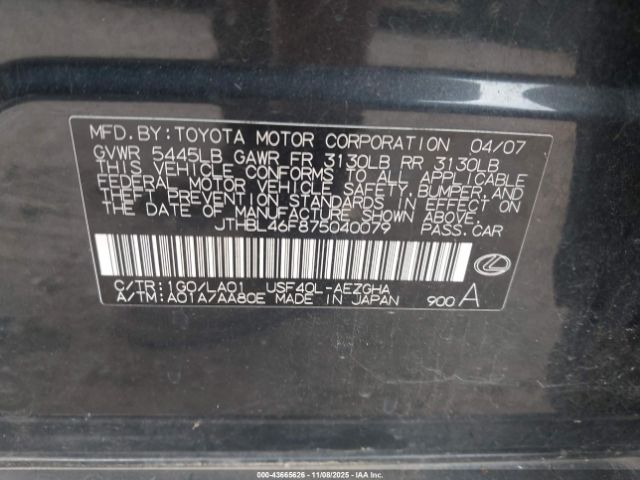 MFD.BY:TOYOTA MOTOR CORPORATION 04/07
GVWR 5445LB GAWR FR 3130LB RR 3130LB
THIS VEHICLE CONFORMS TO ALL APPLICABLE
FEDERAL MOTOR VEHICLE SAFETY, BUMPER, AND
THEFT PREVENTION STANDARDS IN EFFECT ON
THE DATE OF MANUFACTURE SHOWN ABOVE.
JTHBL46F875040079 PASS.CAR
C/TR:1G0/LA01 USF40L-AEZGHA
A/TM:A01A/AA80E MADE IN JAPAN 900 A
000-43665626 - 11/08/2025 - IAAI.ca